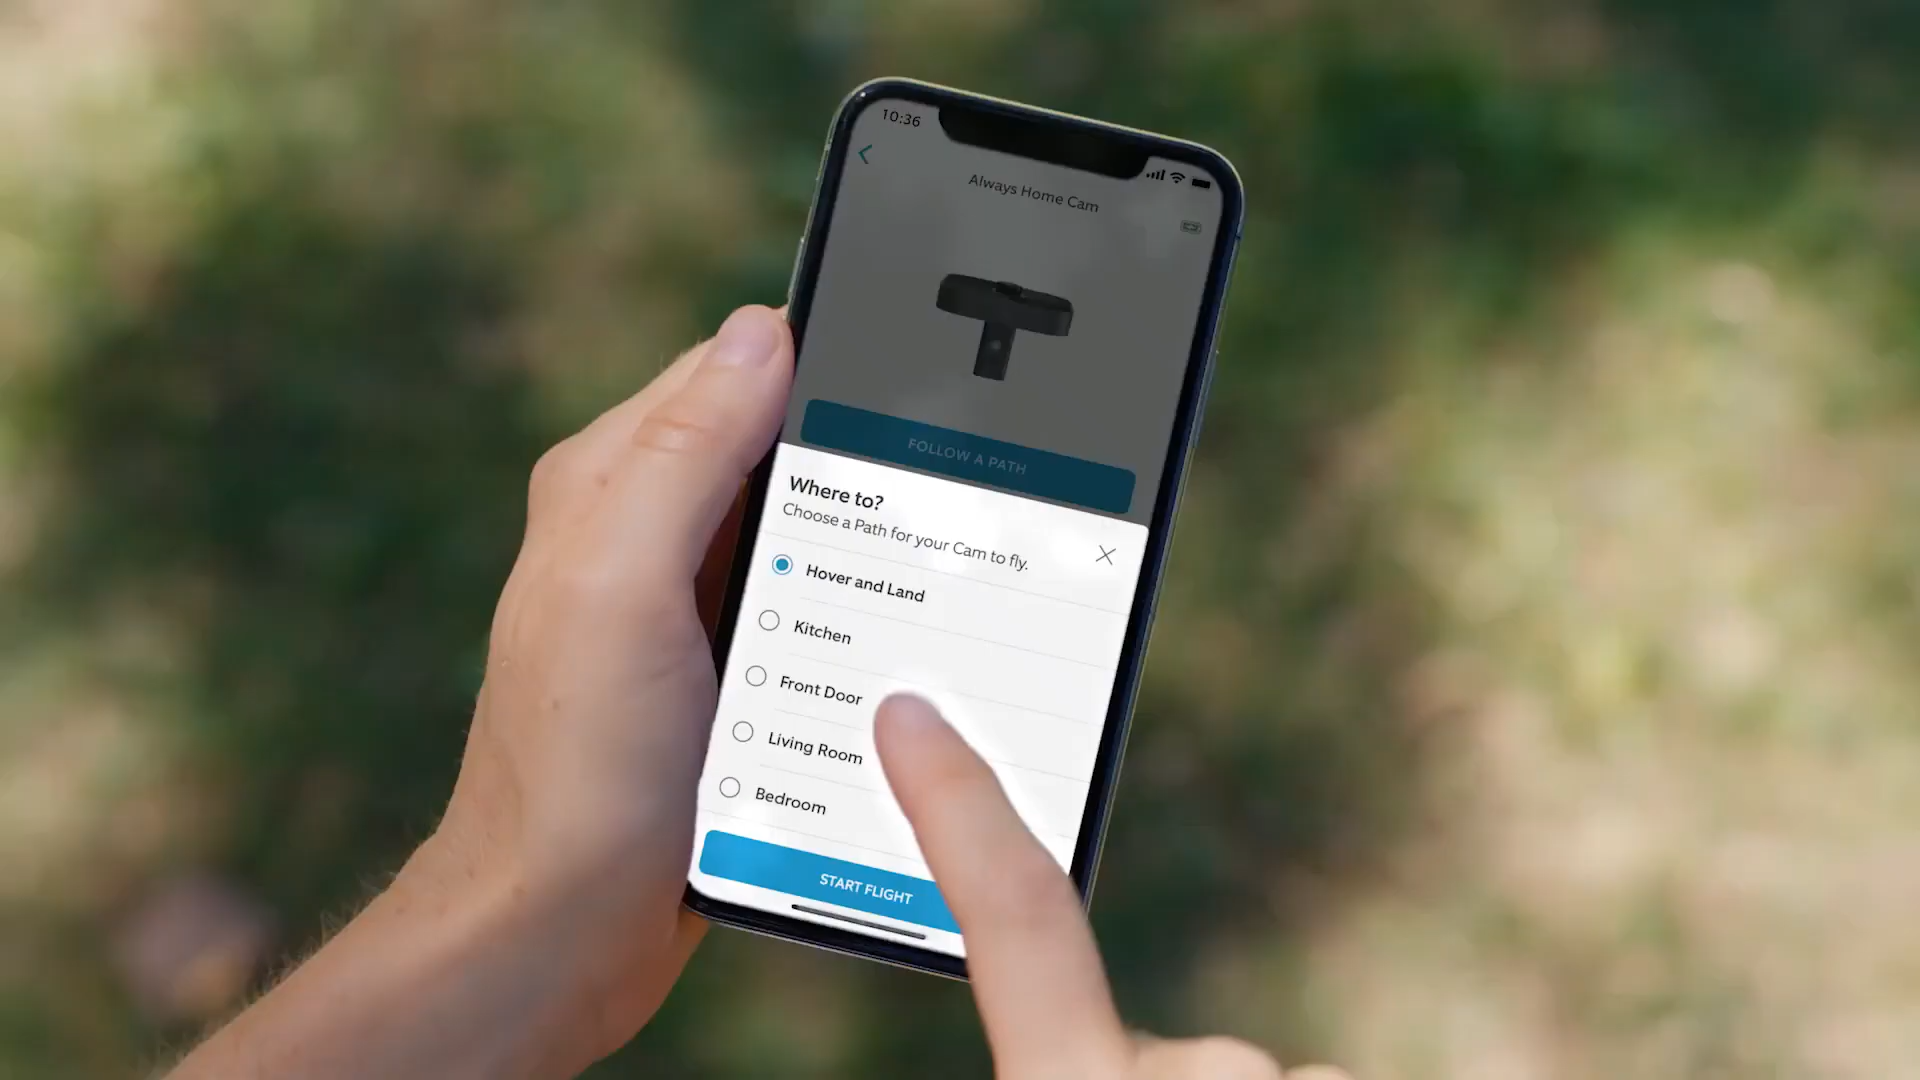 10:36
Always Home Cam
FOLLOW A PATH
Where to?
Choose a Path for your Cam to fly.
Hover and Land
Kitchen
Front Door
Living Room
Bedroom
START FLIGHT